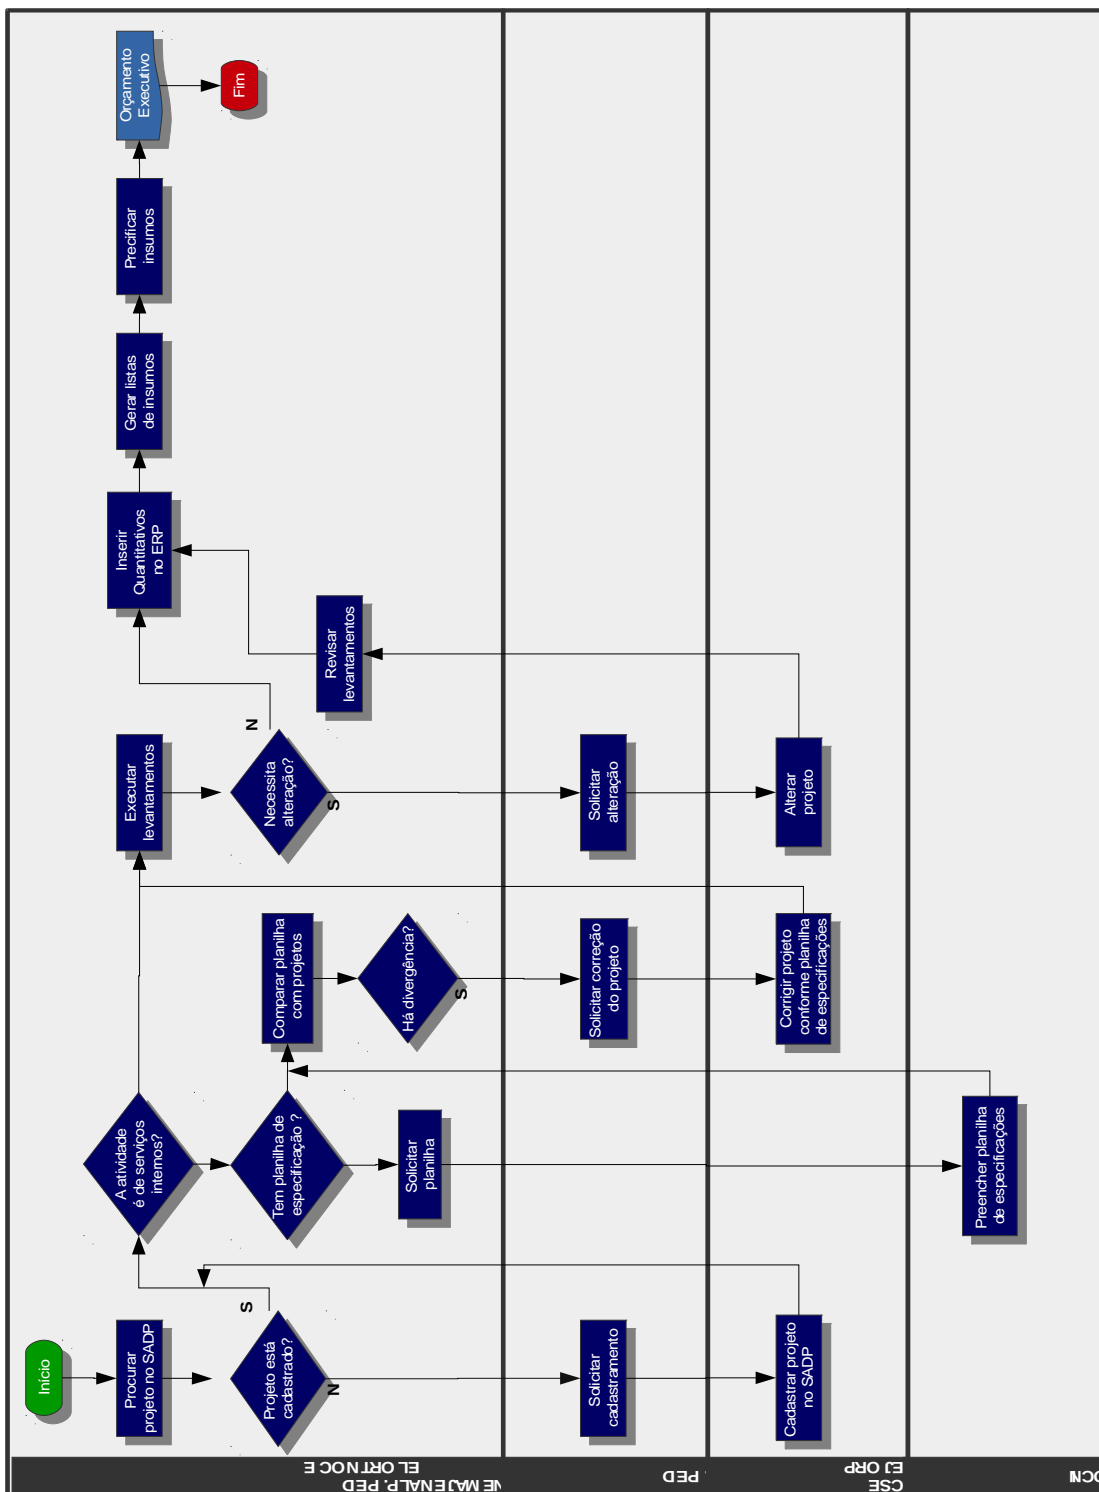 Início
Procurar
projeto no SADP
Projeto está
cadastrado?
N
S
Solicitar
cadastramento
Cadastrar projeto
no SADP
A atividade
é de serviços
internos?
Tem planilha de
especificação ?
Solicitar
planilha
Preencher planilha
de especificações
Comparar planilha
com projetos
Há divergência?
S
Solicitar correção
do projeto
Corrigir projeto
conforme planilha
de especificações
Executar
levantamentos
Necessita
alteração?
N
S
Solicitar
alteração
Alterar
projeto
Revisar
levantamentos
Inserir
Quantitativos
no ERP
Gerar listas
de insumos
Precificar
insumos
Orçamento
Executivo
Fim